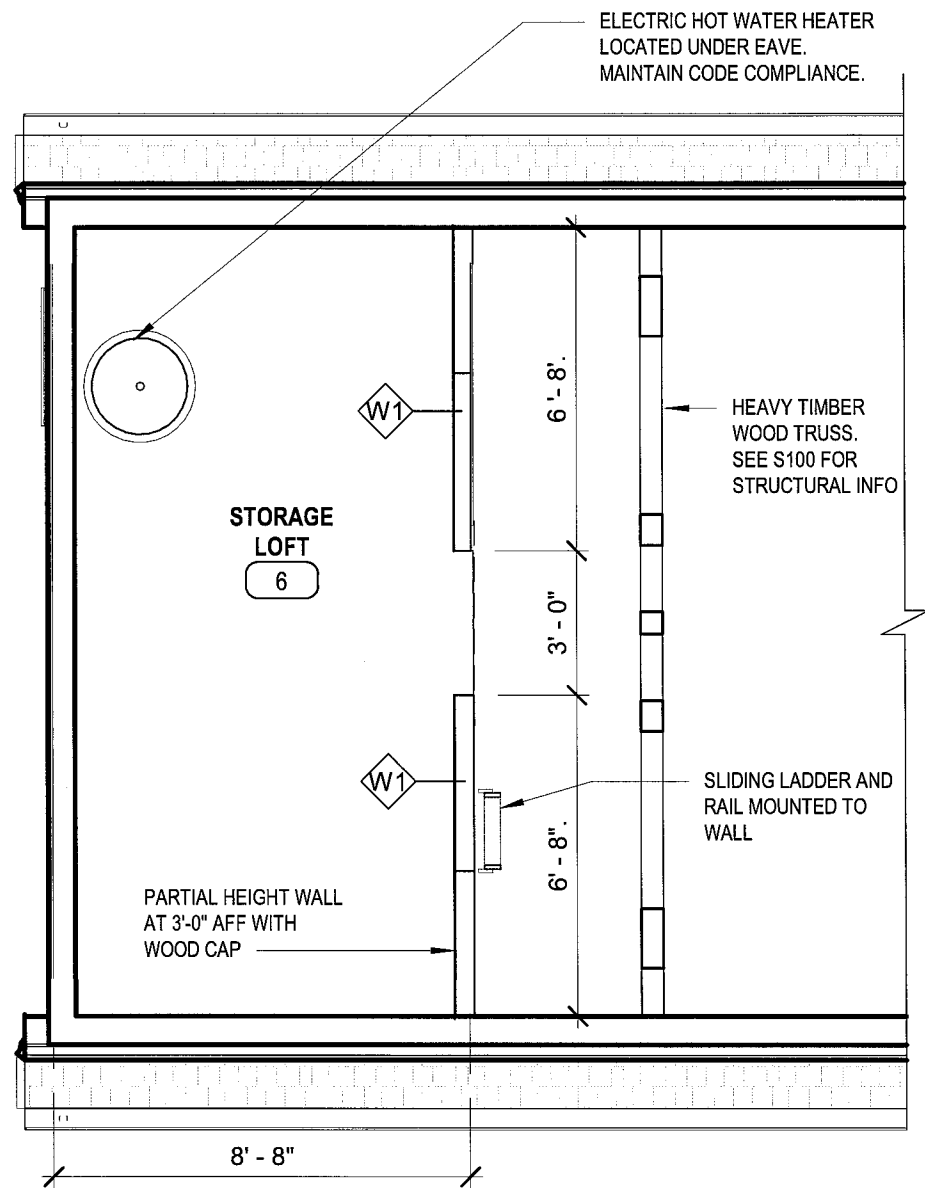 ELECTRIC HOT WATER HEATER
LOCATED UNDER EAVE.
MAINTAIN CODE COMPLIANCE.
W1
6 '- 8'.
HEAVY TIMBER
WOOD TRUSS.
SEE S100 FOR
STRUCTURAL INFO
STORAGE
LOFT
6
3' - 0"
W1
SLIDING LADDER AND
RAIL MOUNTED TO
WALL
6' - 8".
PARTIAL HEIGHT WALL
AT 3'-0" AFF WITH
WOOD CAP
8' - 8"